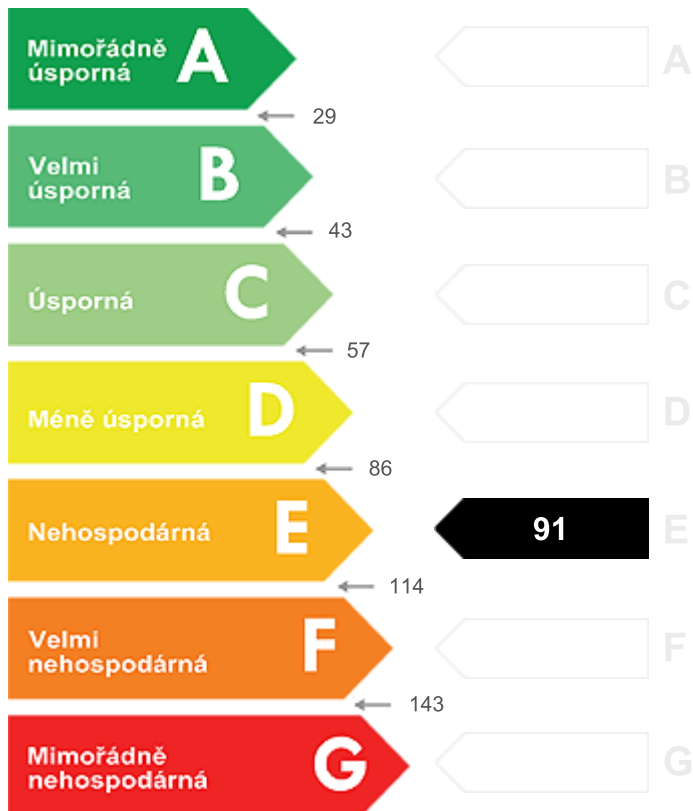 Mimořádně
úsporná
A
A
29
Velmi
úsporná
B
B
43
Úsporná
C
C
57
Méně úsporná
D
D
86
Nehospodárná
E
91
E
114
Velmi
nehospodárná
F
F
143
Mimořádně
nehospodárná
G
G